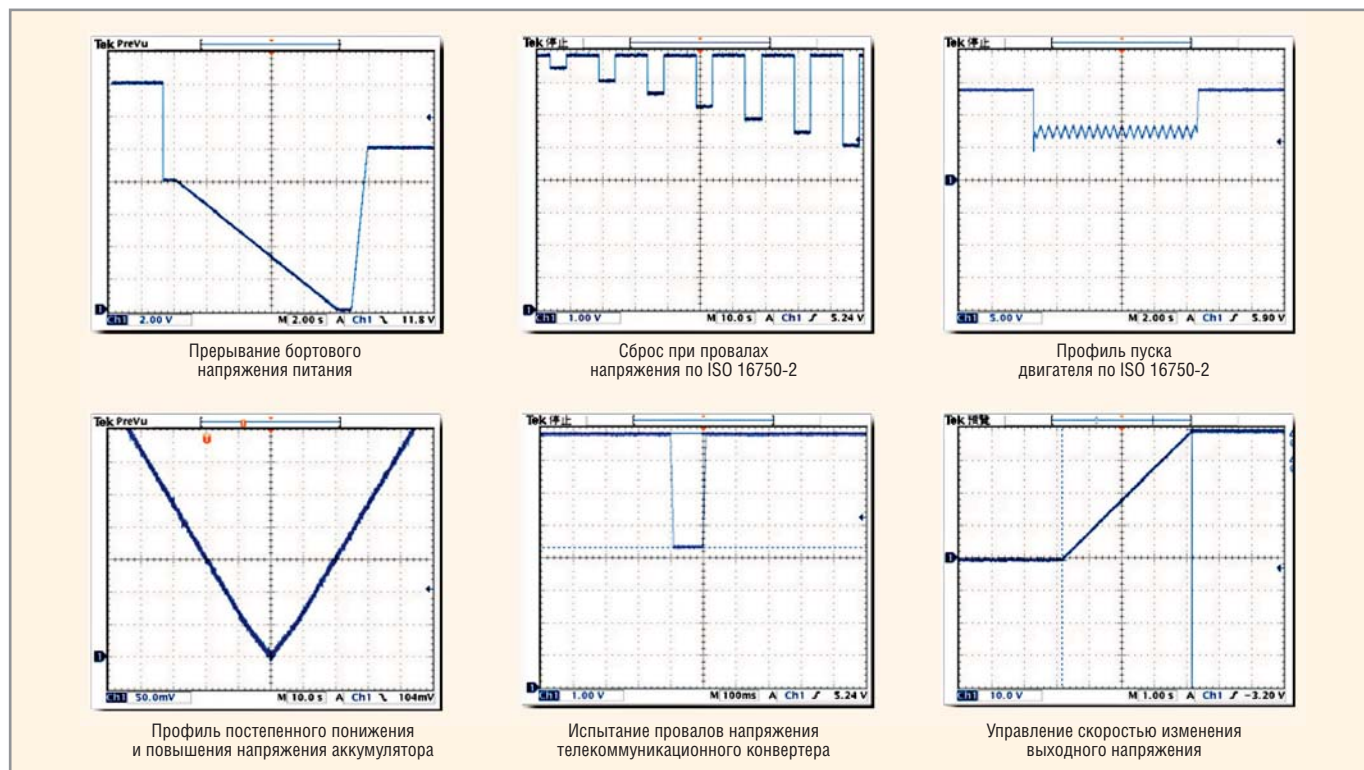 Tek PreVu
Ch1 2.00 V M 2.00 s A Ch1 11.8 V
Прерывание бортового
напряжения питания
Tek 停止
Ch1 1.00 V M 10.0 s A Ch1 5.24 V
Сброс при провалах
напряжения по ISO 16750-2
Tek 停止
Ch1 5.00 V M 2.00 s A Ch1 5.90 V
Профиль пуска
двигателя по ISO 16750-2
Tek PreVu
Ch1 50.0mV M 10.0 s A Ch1 104mV
Профиль постепенного понижения
и повышения напряжения аккумулятора
Tek 停止
Ch1 1.00 V M 100ms A Ch1 5.24 V
Испытание провалов напряжения
телекоммуникационного конвертера
Tek 預覽
Ch1 10.0 V M 1.00 s A Ch1 -3.20 V
Управление скоростью изменения
выходного напряжения